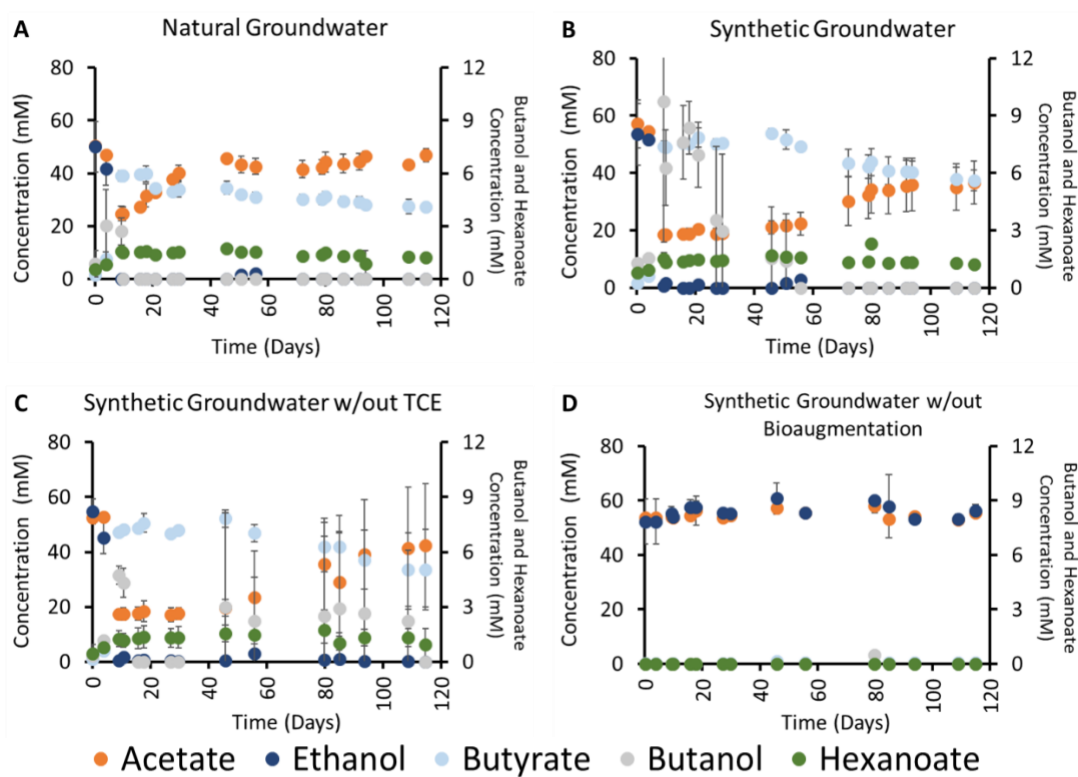 A
Natural Groundwater
80
60
40
20
0
12
9
6
3
0
0
20
40
60
80
100
120
Concentration (mM)
Butanol and Hexanoate
Concentration (mM)
Time (Days)
B
Synthetic Groundwater
80
60
40
20
0
12
9
6
3
0
0
20
40
60
80
100
120
Concentration (mM)
Butanol and Hexanoate
Concentration (mM)
Time (Days)
C
Synthetic Groundwater w/out TCE
80
60
40
20
0
12
9
6
3
0
0
20
40
60
80
100
120
Concentration (mM)
Butanol and Hexanoate
Concentration (mM)
Time (Days)
D
Synthetic Groundwater w/out
Bioaugmentation
80
60
40
20
0
12
9
6
3
0
0
20
40
60
80
100
120
Concentration (mM)
Butanol and Hexanoate
Concentration (mM)
Time (Days)
Acetate Ethanol Butyrate Butanol Hexanoate